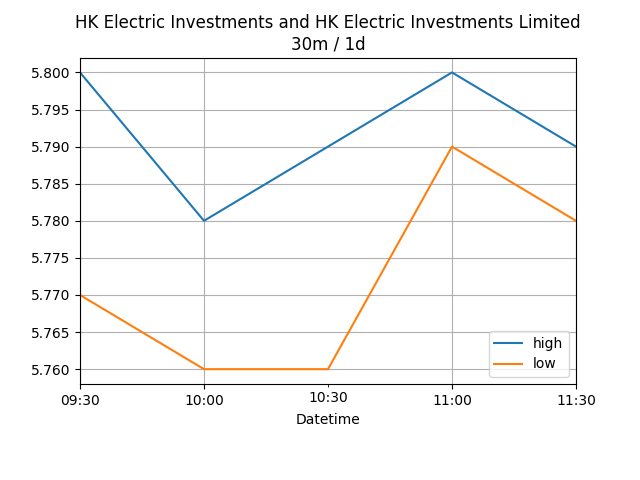 HK Electric Investments and HK Electric Investments Limited
30m / 1d
5.800
5.795
5.790
5.785
5.780
5.775
5.770
5.765
5.760
high
low
09:30 10:00 10:30 11:00 11:30
Datetime